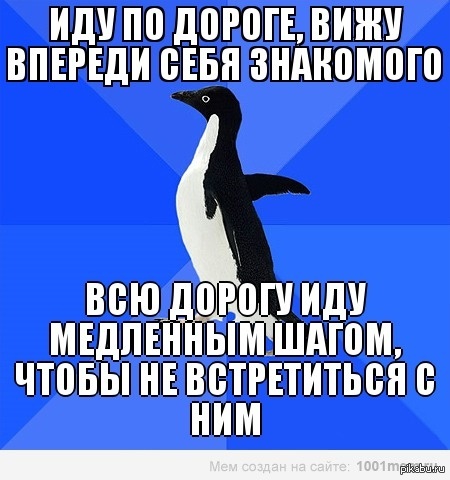 ИДУ ПО ДОРОГЕ, ВИЖУ
ВПЕРЕДИ СЕБЯ ЗНАКОМОГО
ВСЮ ДОРОГУ ИДУ
МЕДЛЕННЫМ ШАГОМ,
ЧТОБЫ НЕ ВСТРЕТИТЬСЯ С
НИМ
Мем создан на сайте:
pikabu.ru